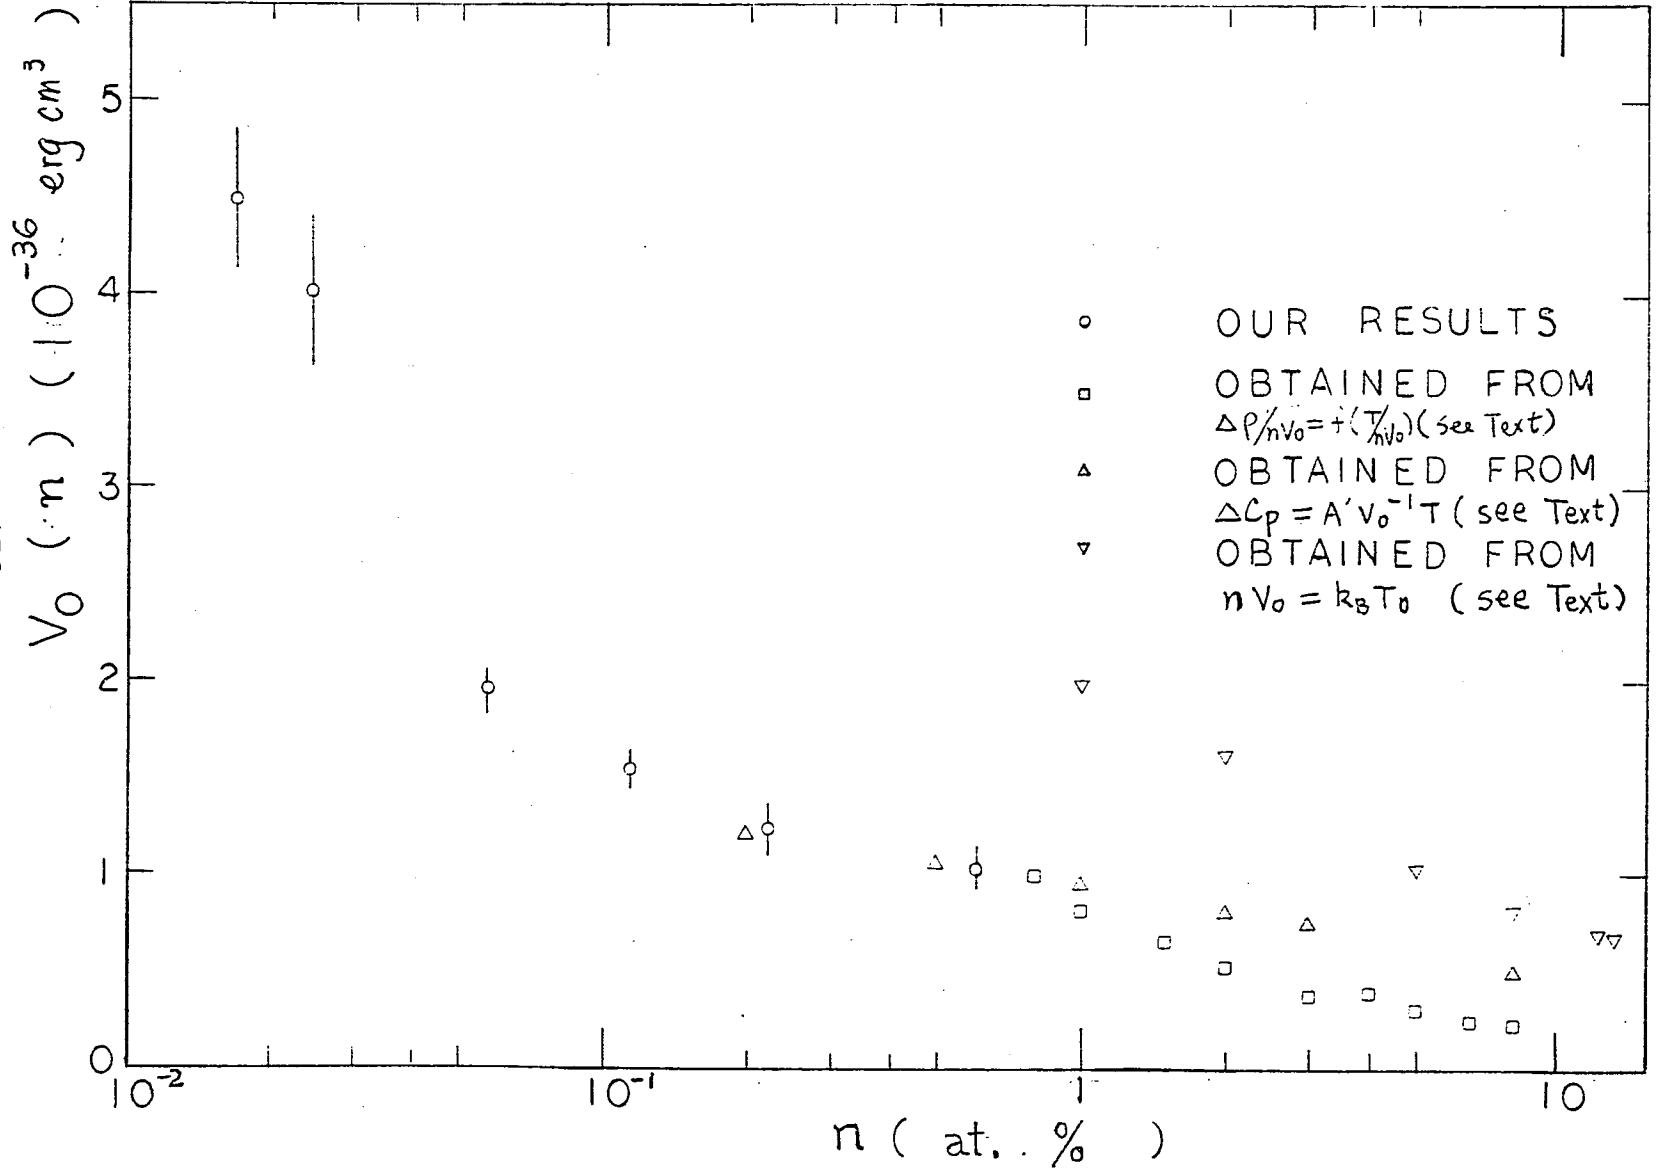 V₀ (n) (10⁻³⁶ erg cm³)
5
4
3
2
1
0
10⁻²
10⁻¹
1
10
n ( at. % )
OUR RESULTS
OBTAINED FROM
Δρ/nV₀=f(T/nV₀)(see Text)
OBTAINED FROM
ΔCp = A′V₀⁻¹T (see Text)
OBTAINED FROM
nV₀ = k_BT₀ (see Text)